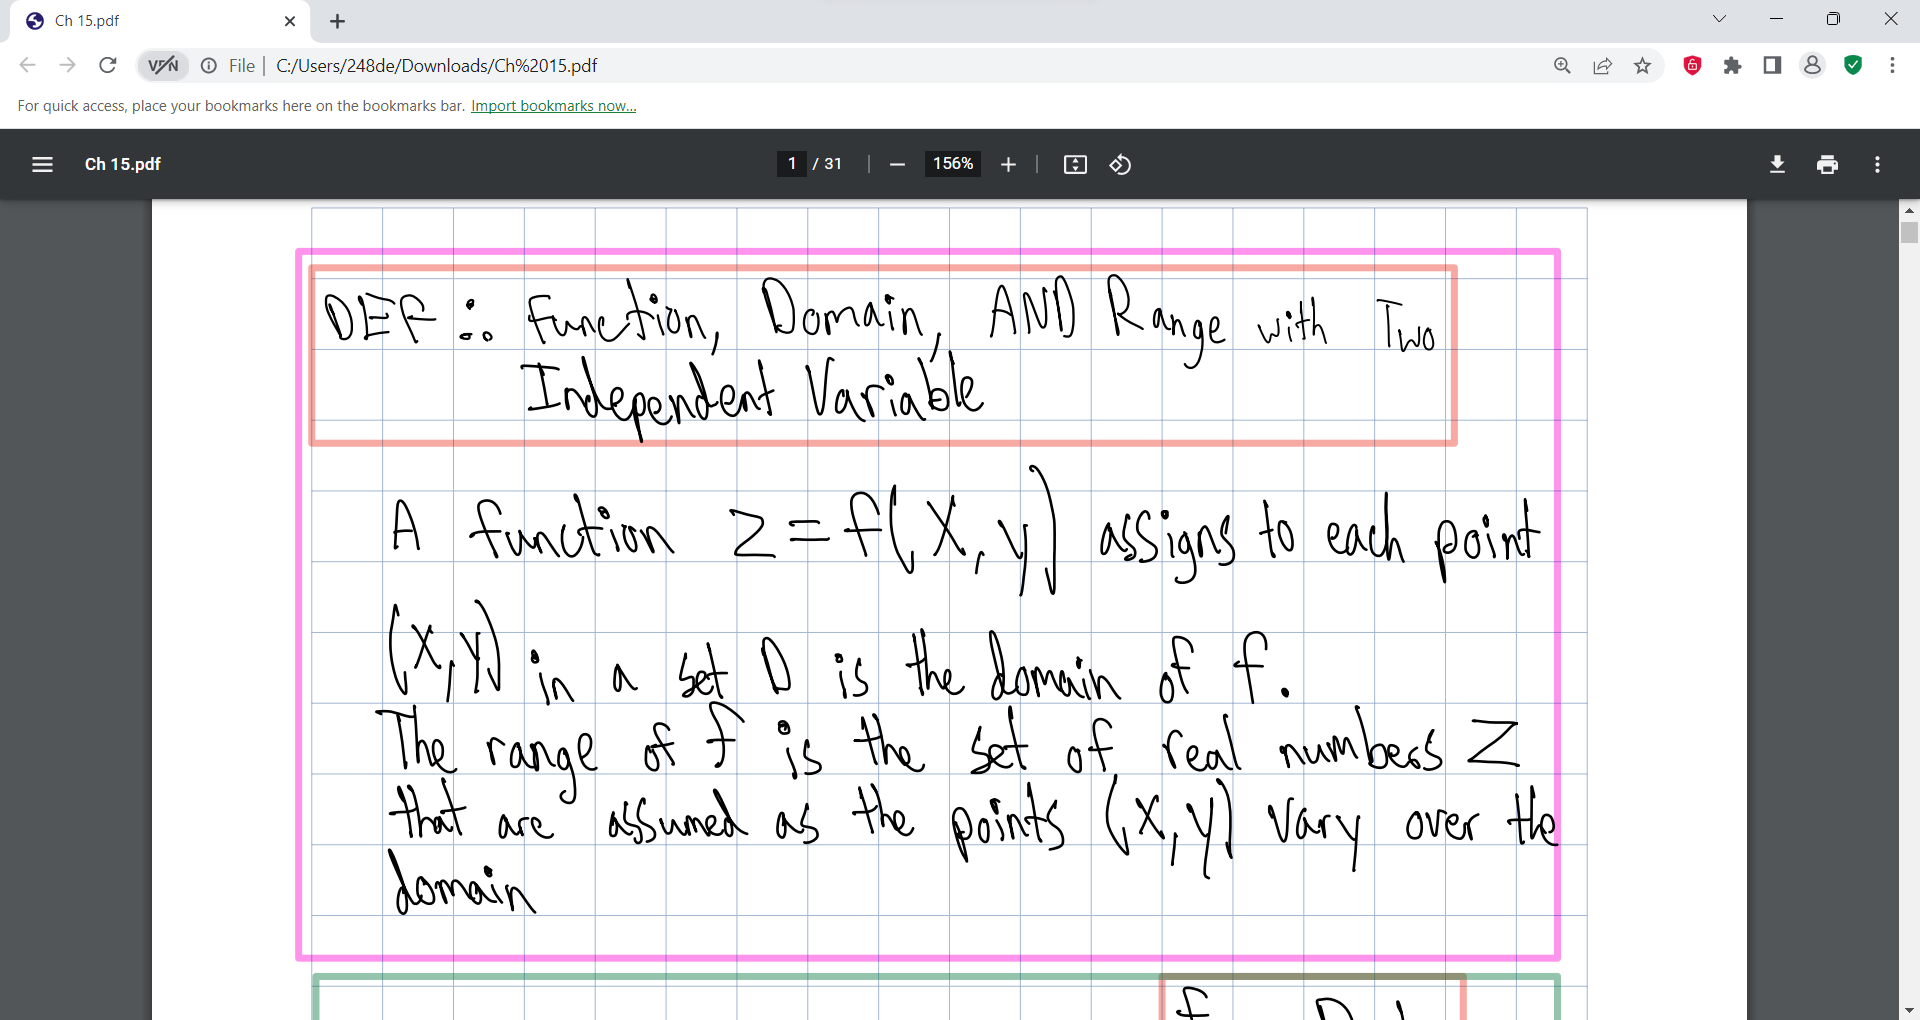 Ch 15.pdf
VPN File C:/Users/248de/Downloads/Ch%2015.pdf
For quick access, place your bookmarks here on the bookmarks bar. Import bookmarks now...
Ch 15.pdf 1 / 31 156%
DEF: Function, Domain, AND Range with Two
Independent Variable
A function z=f(x,y) assigns to each point
(x,y) in a set D is the domain of f.
The range of f is the set of real numbers z
that are assumed as the points (x,y) vary over the
domain